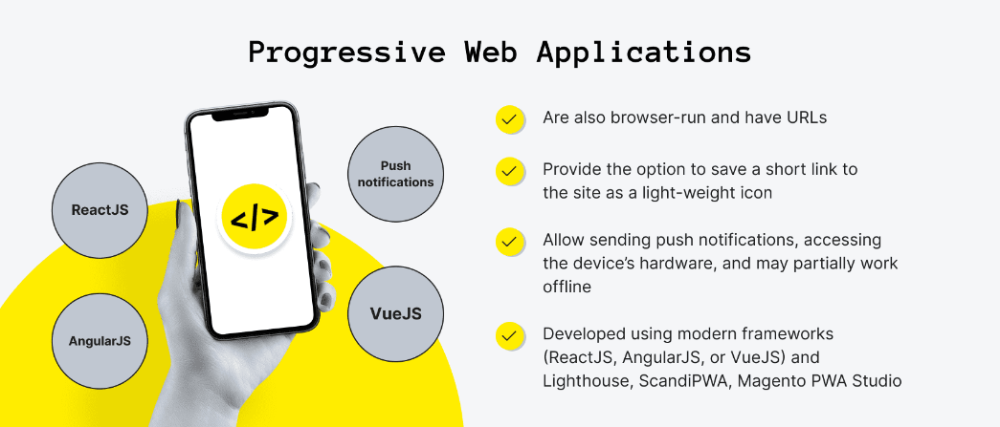 Progressive Web Applications
ReactJS
AngularJS
</>
Push
notifications
VueJS
Are also browser-run and have URLs
Provide the option to save a short link to
the site as a light-weight icon
Allow sending push notifications, accessing
the device’s hardware, and may partially work
offline
Developed using modern frameworks
(ReactJS, AngularJS, or VueJS) and
Lighthouse, ScandiPWA, Magento PWA Studio